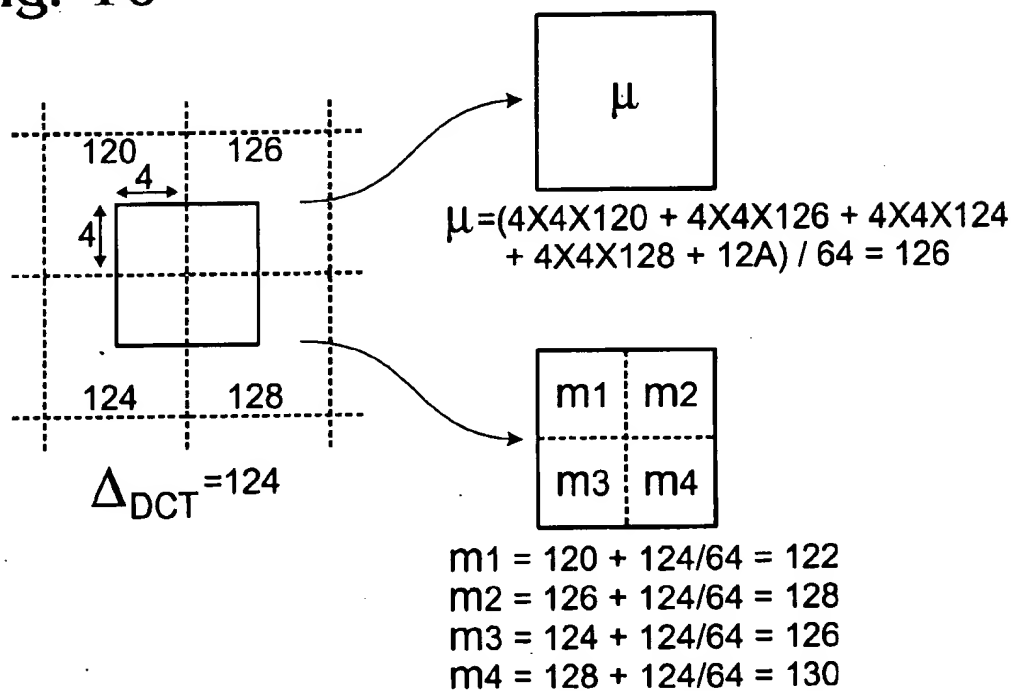 μ
120 126
4
4
μ=(4X4X120 + 4X4X126 + 4X4X124
+ 4X4X128 + 12A) / 64 = 126
124 128
m1 m2
m3 m4
ΔDCT=124
m1 = 120 + 124/64 = 122
m2 = 126 + 124/64 = 128
m3 = 124 + 124/64 = 126
m4 = 128 + 124/64 = 130